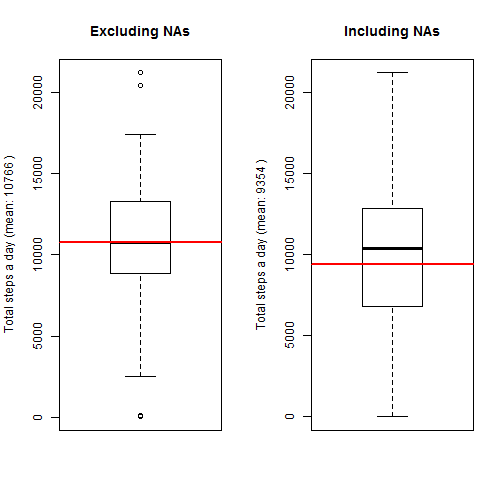 Excluding NAs
Total steps a day (mean: 10766 )
20000
15000
10000
5000
0
Including NAs
Total steps a day (mean: 9354 )
20000
15000
10000
5000
0